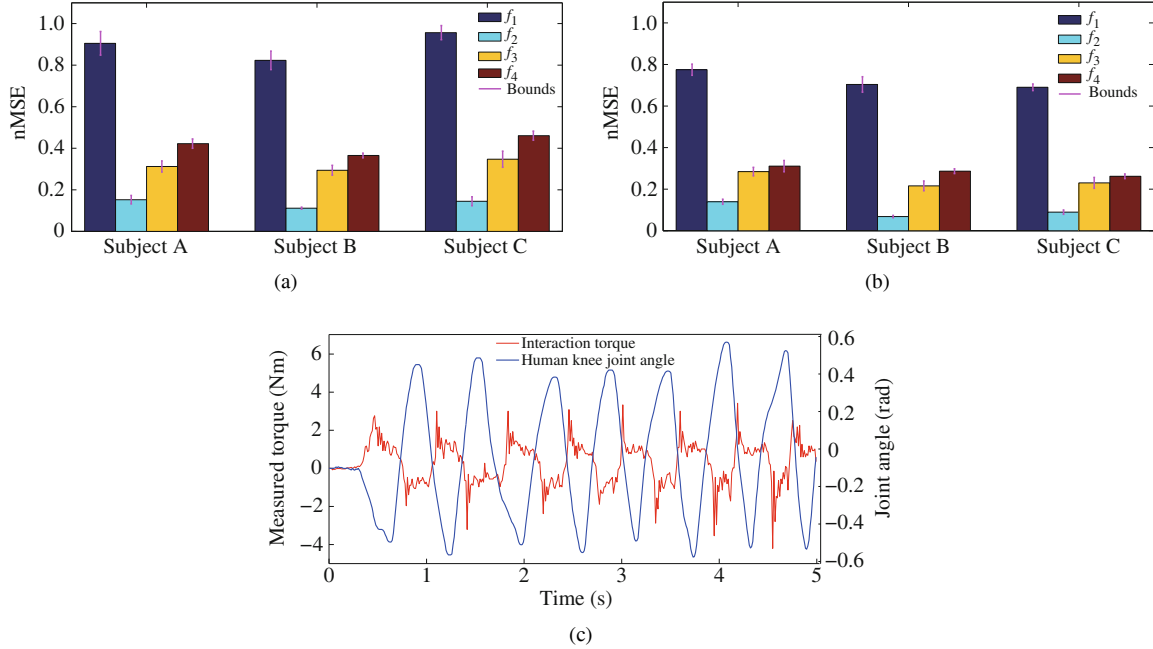 1.0
0.8
0.6
0.4
0.2
0
nMSE
f1
f2
f3
f4
Bounds
Subject A
Subject B
Subject C
(a)
1.0
0.8
0.6
0.4
0.2
0
nMSE
f1
f2
f3
f4
Bounds
Subject A
Subject B
Subject C
(b)
6
4
2
0
−2
−4
Measured torque (Nm)
Interaction torque
Human knee joint angle
0.6
0.4
0.2
0
−0.2
−0.4
−0.6
Joint angle (rad)
0 1 2 3 4 5
Time (s)
(c)